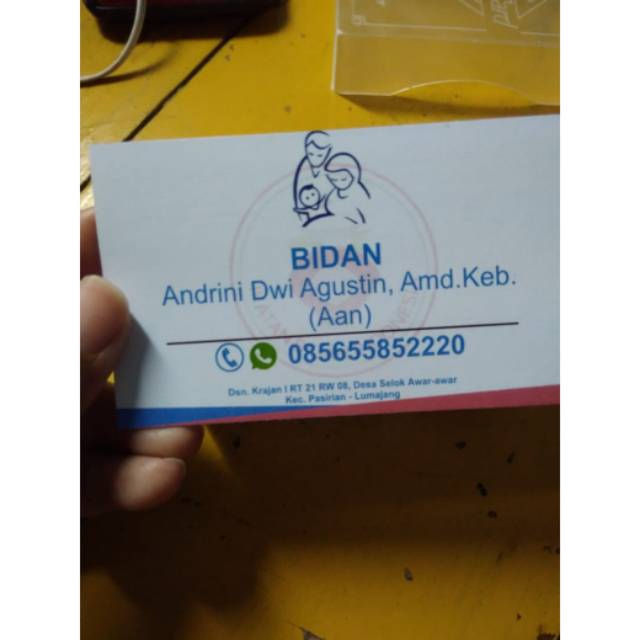 BIDAN
Andrini Dwi Agustin, Amd.Keb.
(Aan)
085655852220
Dsn. Krajan I RT 21 RW 08, Desa Selok Awar-awar
Kec. Pasirian - Lumajang